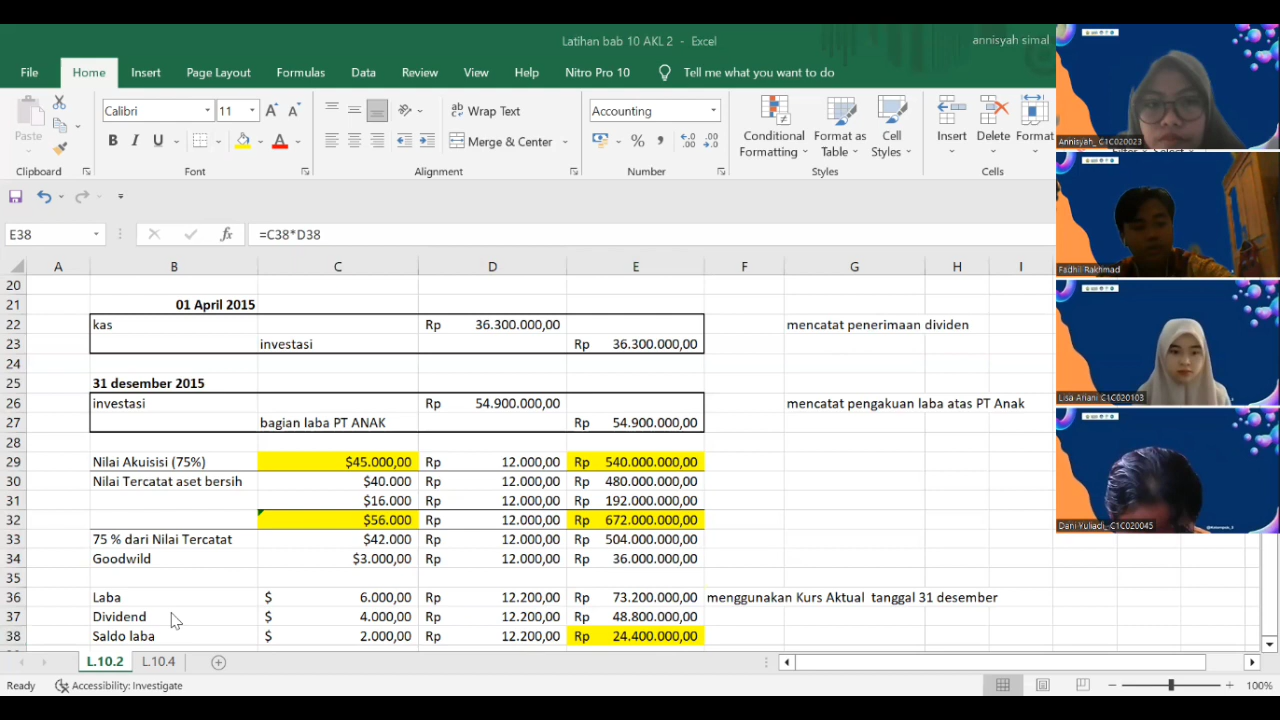 Latihan bab 10 AKL 2 - Excel
annisyah simal
File Home Insert Page Layout Formulas Data Review View Help Nitro Pro 10 Tell me what you want to do
Calibri 11 Wrap Text Accounting
Paste B I U Merge & Center % , Conditional Formatting Format as Table Cell Styles Insert Delete Format
Clipboard Font Alignment Number Styles Cells
E38 fx =C38*D38
A B C D E F G H I
20
21 01 April 2015
22 kas Rp 36.300.000,00 mencatat penerimaan dividen
23 investasi Rp 36.300.000,00
24
25 31 desember 2015
26 investasi Rp 54.900.000,00 mencatat pengakuan laba atas PT Anak
27 bagian laba PT ANAK Rp 54.900.000,00
28
29 Nilai Akuisisi (75%) $45.000,00 Rp 12.000,00 Rp 540.000.000,00
30 Nilai Tercatat aset bersih $40.000 Rp 12.000,00 Rp 480.000.000,00
31 $16.000 Rp 12.000,00 Rp 192.000.000,00
32 $56.000 Rp 12.000,00 Rp 672.000.000,00
33 75 % dari Nilai Tercatat $42.000 Rp 12.000,00 Rp 504.000.000,00
34 Goodwild $3.000,00 Rp 12.000,00 Rp 36.000.000,00
35
36 Laba $ 6.000,00 Rp 12.200,00 Rp 73.200.000,00 menggunakan Kurs Aktual tanggal 31 desember
37 Dividend $ 4.000,00 Rp 12.200,00 Rp 48.800.000,00
38 Saldo laba $ 2.000,00 Rp 12.200,00 Rp 24.400.000,00
L.10.2 L.10.4
Ready Accessibility: Investigate 100%
Annisyah_ C1C020023
Fadhil Rakhmad
Lisa Ariani C1C020103
Dani Yuliadi_C1C020045